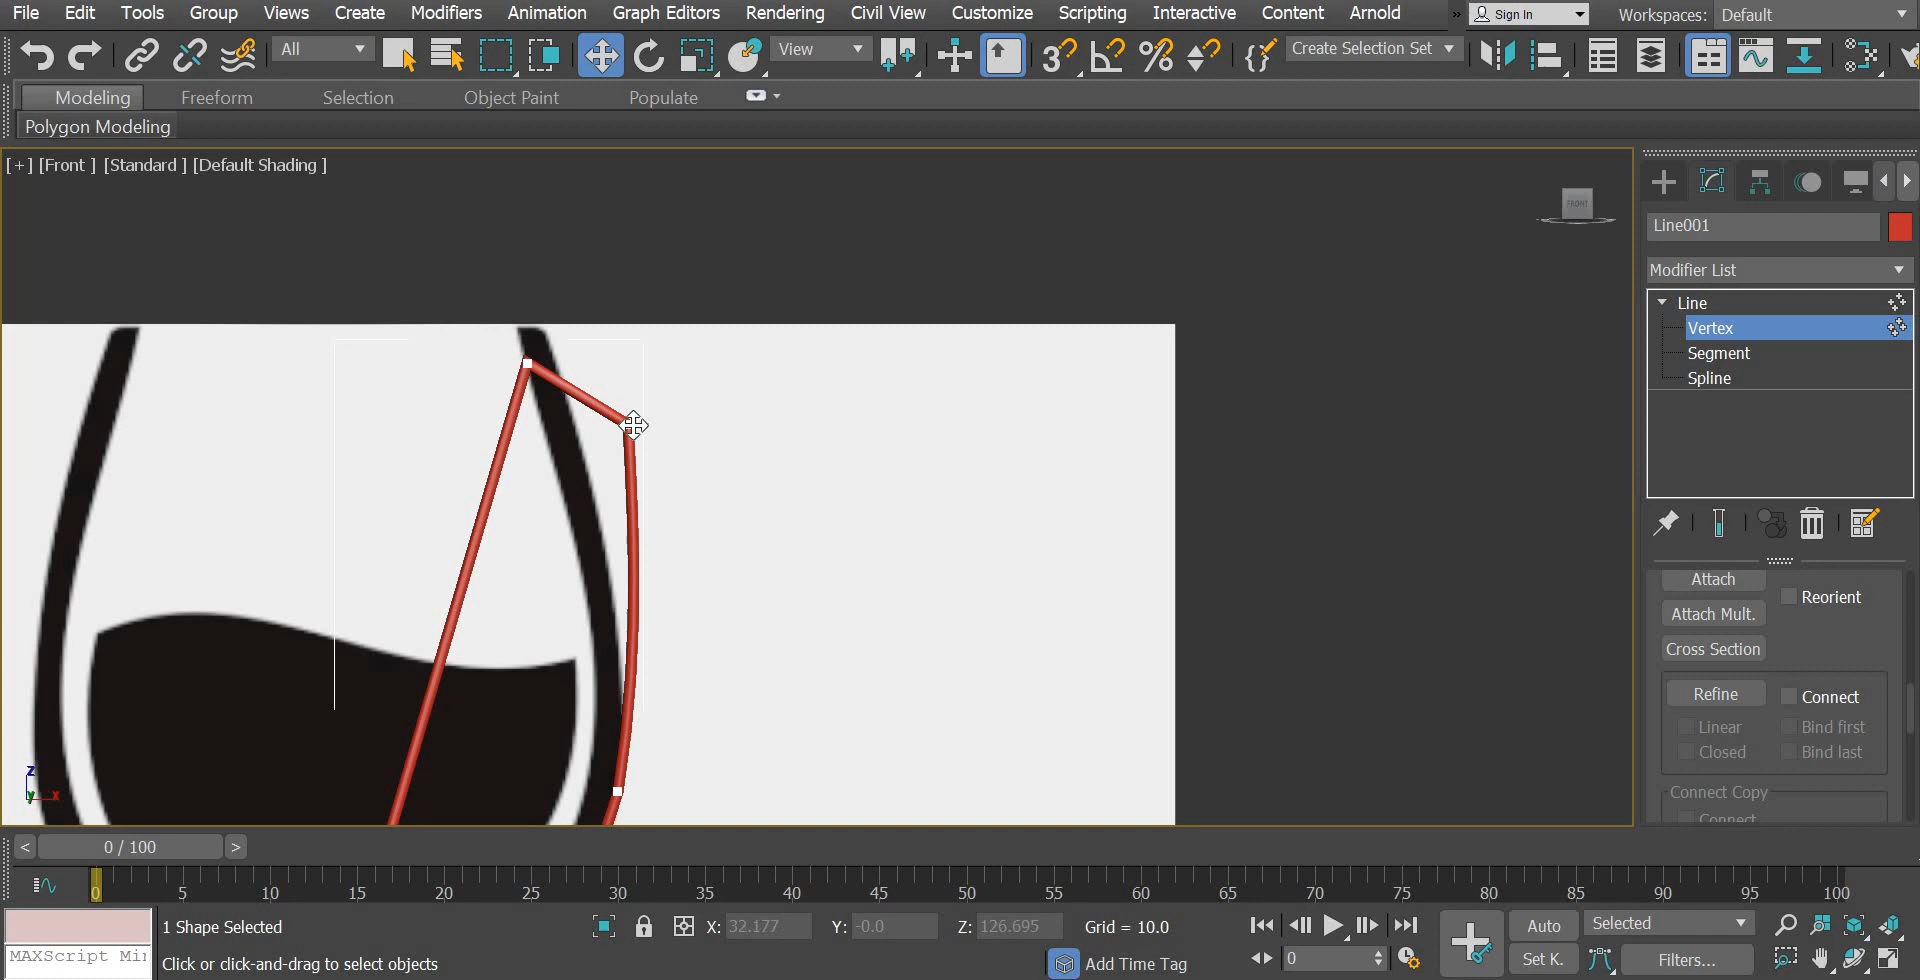 File Edit Tools Group Views Create Modifiers Animation Graph Editors Rendering Civil View Customize Scripting Interactive Content Arnold » Sign In Workspaces: Default
All View 3 Create Selection Set
Modeling Freeform Selection Object Paint Populate
Polygon Modeling
[ + ] [Front ] [Standard ] [Default Shading ]
FRONT
Line001
Modifier List
Line
Vertex
Segment
Spline
Attach
Reorient
Attach Mult.
Cross Section
Refine Connect
Linear Bind first
Closed Bind last
Connect Copy
Connect
z
y x
< 0 / 100 >
0 5 10 15 20 25 30 35 40 45 50 55 60 65 70 75 80 85 90 95 100
1 Shape Selected X: 32.177 Y: -0.0 Z: 126.695 Grid = 10.0 Auto Selected
MAXScript Mi Click or click-and-drag to select objects Add Time Tag 0 Set K. Filters...